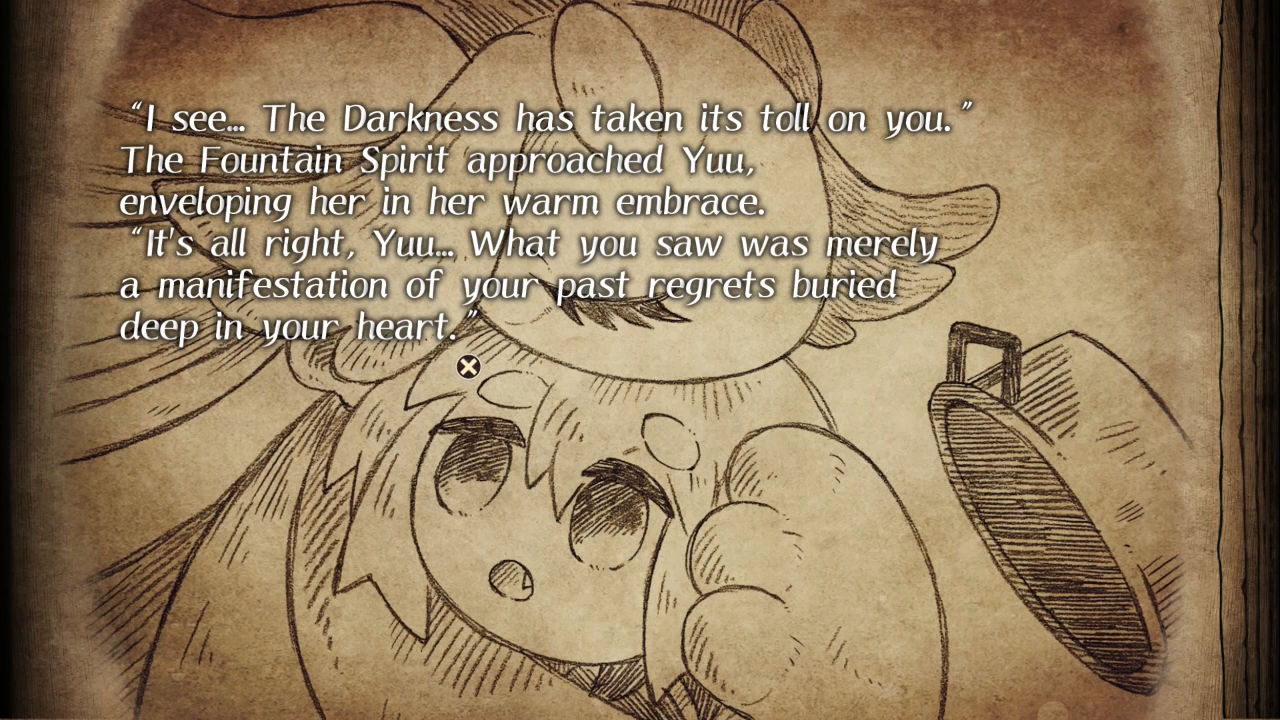 “I see... The Darkness has taken its toll on you.”
The Fountain Spirit approached Yuu,
enveloping her in her warm embrace.
“It's all right, Yuu... What you saw was merely
a manifestation of your past regrets buried
deep in your heart.”